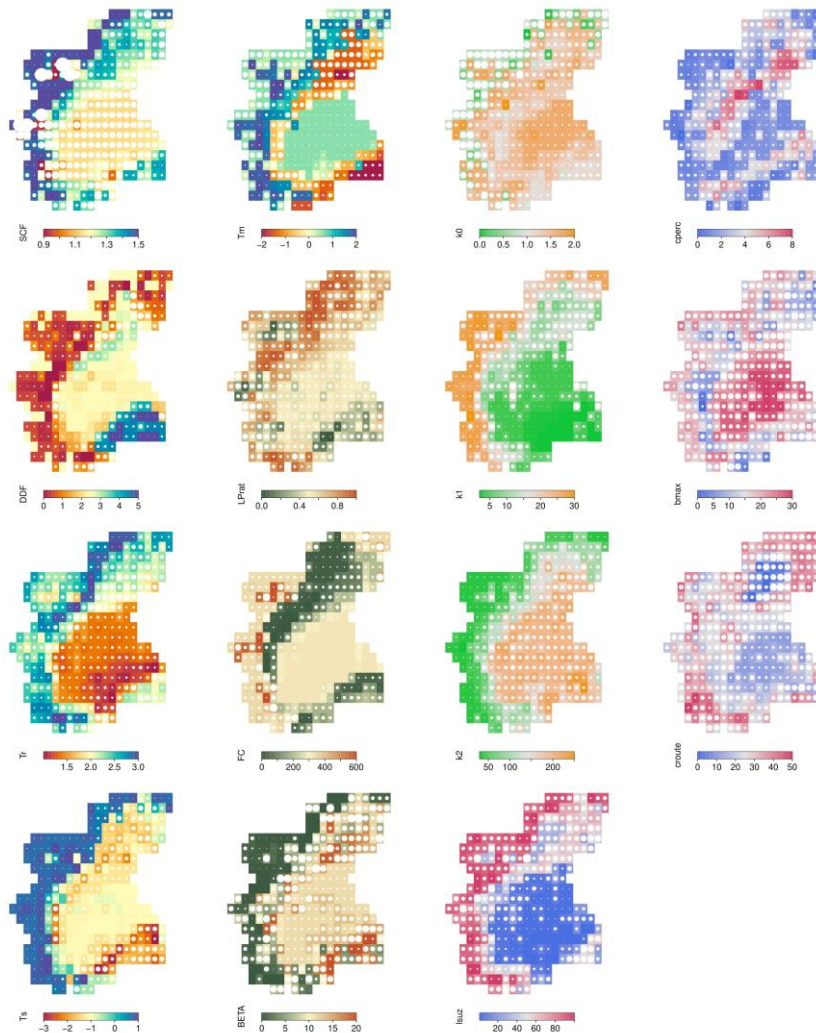 SCF
0.9 1.1 1.3 1.5
Tm
−2 −1 0 1 2
k0
0.0 0.5 1.0 1.5 2.0
cperc
0 2 4 6 8
DDF
0 1 2 3 4 5
LPrat
0.0 0.4 0.8
k1
5 10 20 30
bmax
0 5 10 20 30
Tr
1.5 2.0 2.5 3.0
FC
0 200 400 600
k2
50 100 200
croute
0 10 20 30 40 50
Ts
−3 −2 −1 0 1
BETA
0 5 10 15 20
lsuz
20 40 60 80